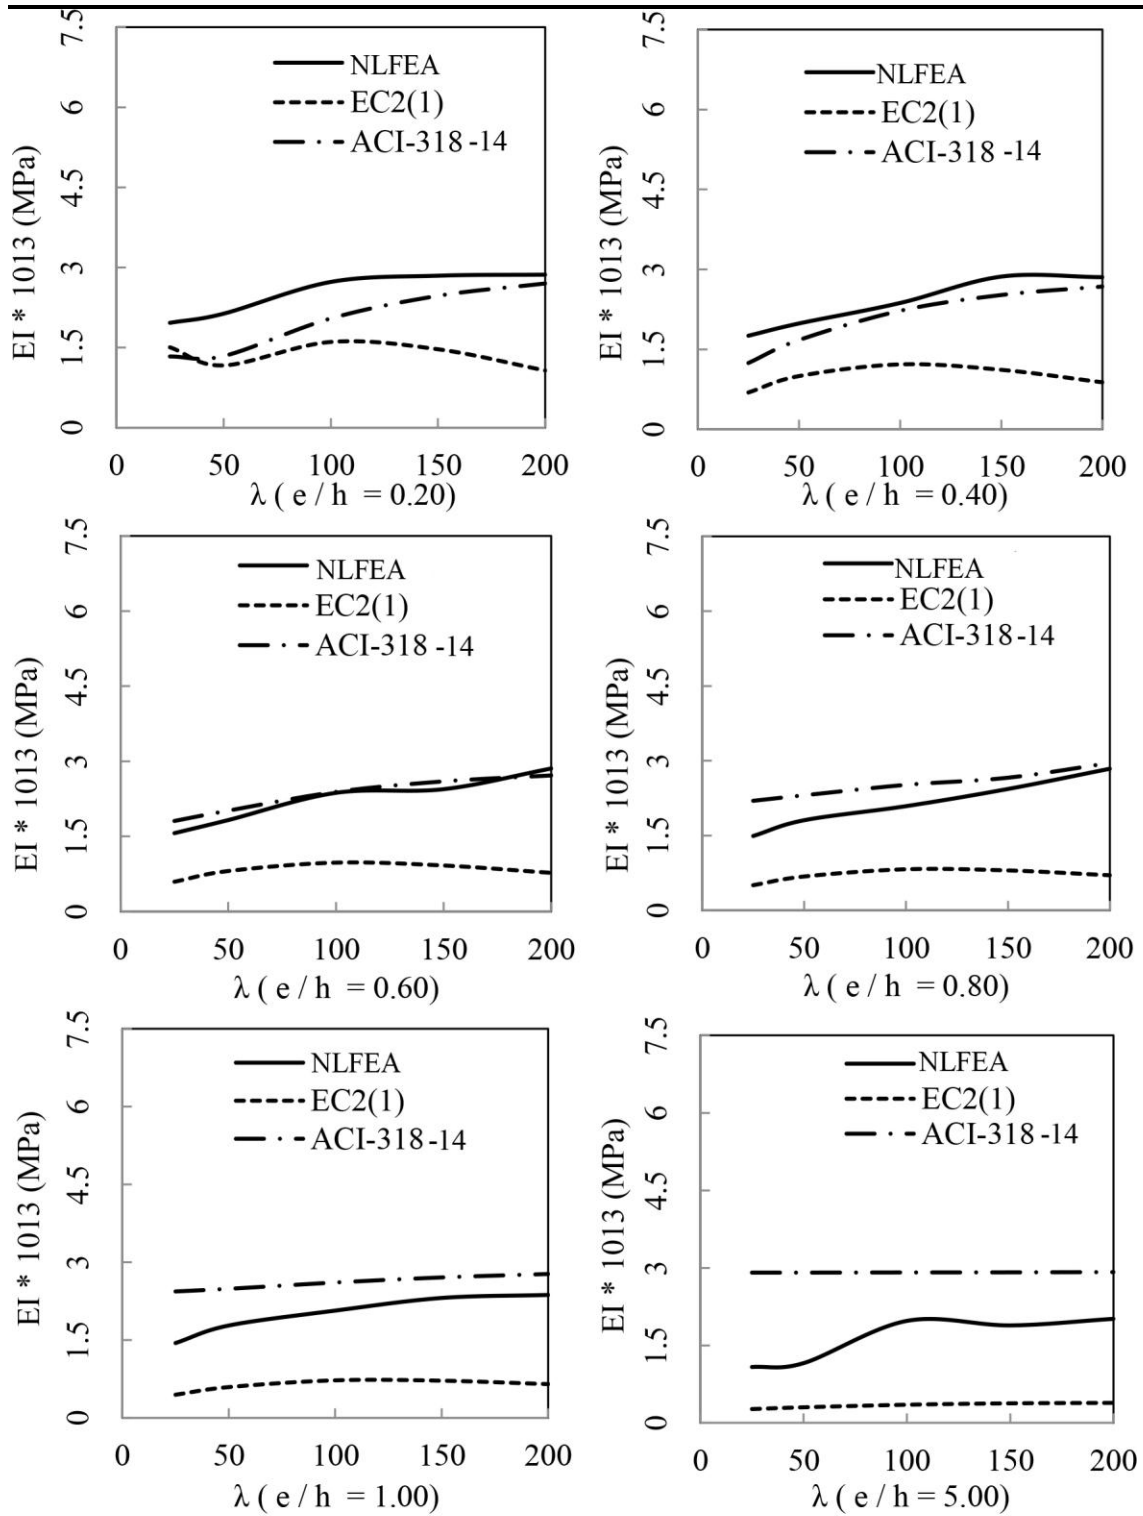 7.5
6
4.5
3
1.5
0
EI * 1013 (MPa)
NLFEA
EC2(1)
ACI-318 -14
0 50 100 150 200
λ ( e / h = 0.20)
7.5
6
4.5
3
1.5
0
EI * 1013 (MPa)
NLFEA
EC2(1)
ACI-318 -14
0 50 100 150 200
λ ( e / h = 0.40)
7.5
6
4.5
3
1.5
0
EI * 1013 (MPa)
NLFEA
EC2(1)
ACI-318 -14
0 50 100 150 200
λ ( e / h = 0.60)
7.5
6
4.5
3
1.5
0
EI * 1013 (MPa)
NLFEA
EC2(1)
ACI-318 -14
0 50 100 150 200
λ ( e / h = 0.80)
7.5
6
4.5
3
1.5
0
EI * 1013 (MPa)
NLFEA
EC2(1)
ACI-318 -14
0 50 100 150 200
λ ( e / h = 1.00)
7.5
6
4.5
3
1.5
0
EI * 1013 (MPa)
NLFEA
EC2(1)
ACI-318 -14
0 50 100 150 200
λ ( e / h = 5.00)